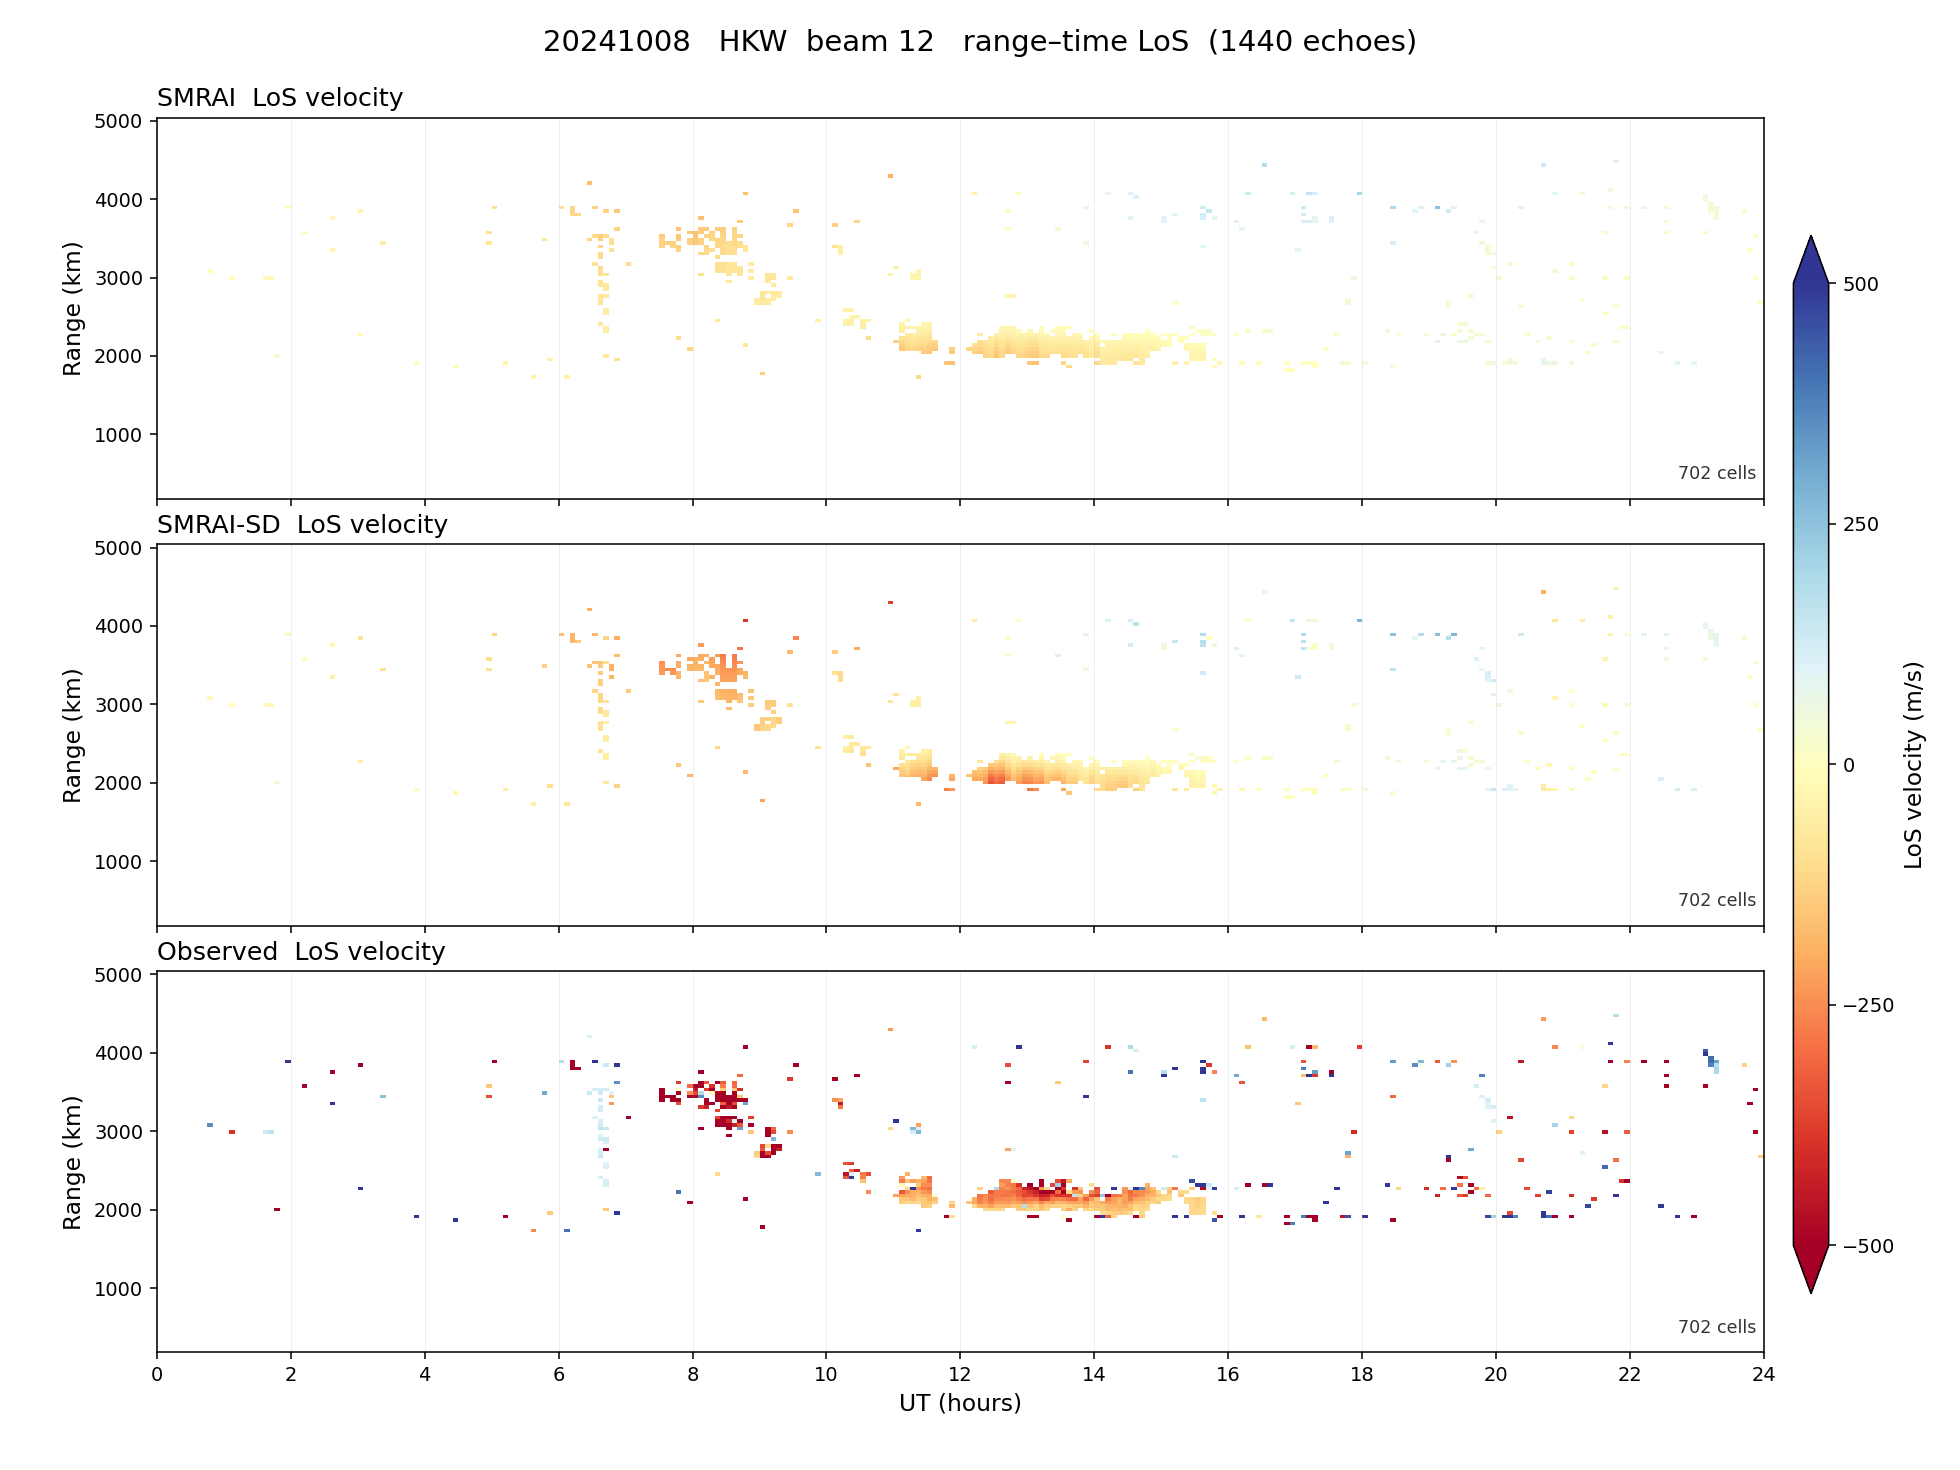 20241008   HKW  beam 12   range–time LoS  (1440 echoes)
SMRAI  LoS velocity
5000
4000
3000
2000
1000
Range (km)
702 cells
SMRAI-SD  LoS velocity
5000
4000
3000
2000
1000
Range (km)
702 cells
Observed  LoS velocity
5000
4000
3000
2000
1000
Range (km)
702 cells
0 2 4 6 8 10 12 14 16 18 20 22 24
UT (hours)
500
250
0
−250
−500
LoS velocity (m/s)